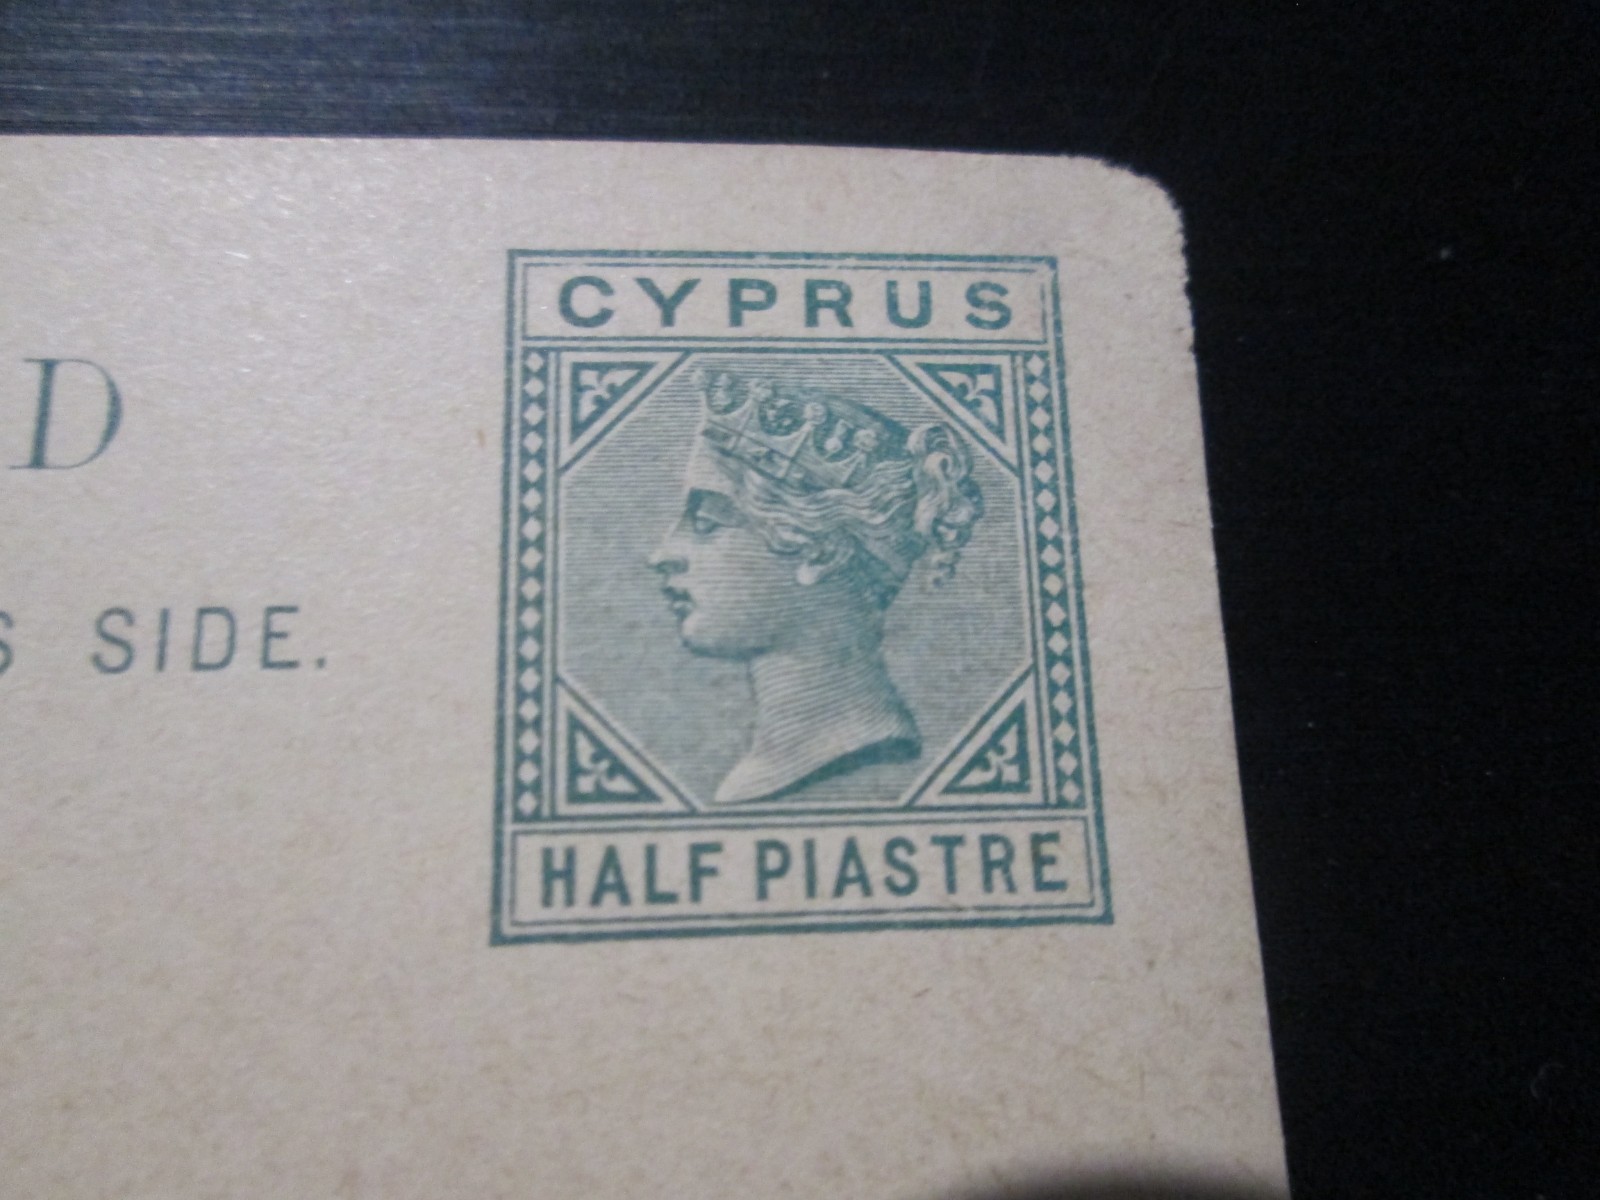 CYPRUS
D
S SIDE.
HALF PIASTRE